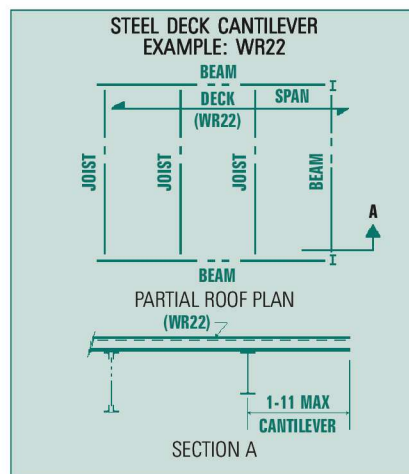 STEEL DECK CANTILEVER
EXAMPLE: WR22
BEAM
DECK SPAN
(WR22)
JOIST JOIST JOIST BEAM
A
BEAM
PARTIAL ROOF PLAN
(WR22)
1-11 MAX
CANTILEVER
SECTION A